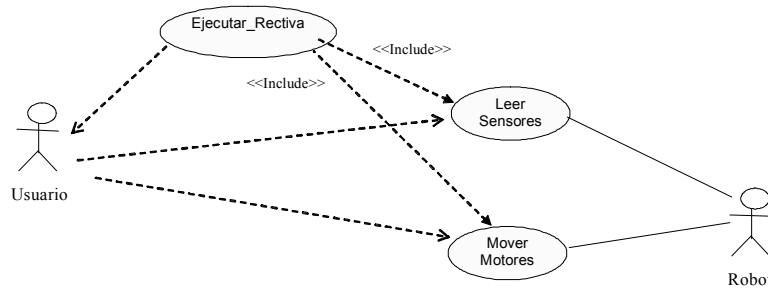 Ejecutar_Rectiva
<<Include>>
<<Include>>
Leer
Sensores
Usuario
Mover
Motores
Robot